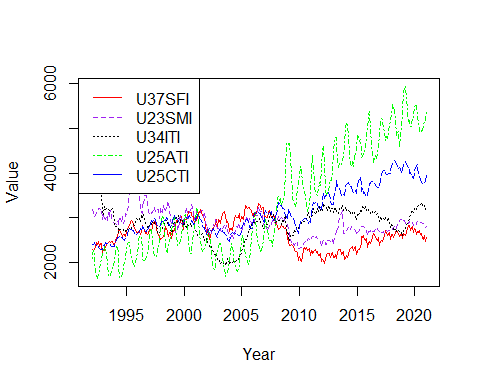 6000
4000
2000
Value
U37SFI
U23SMI
U34ITI
U25ATI
U25CTI
1995
2000
2005
2010
2015
2020
Year